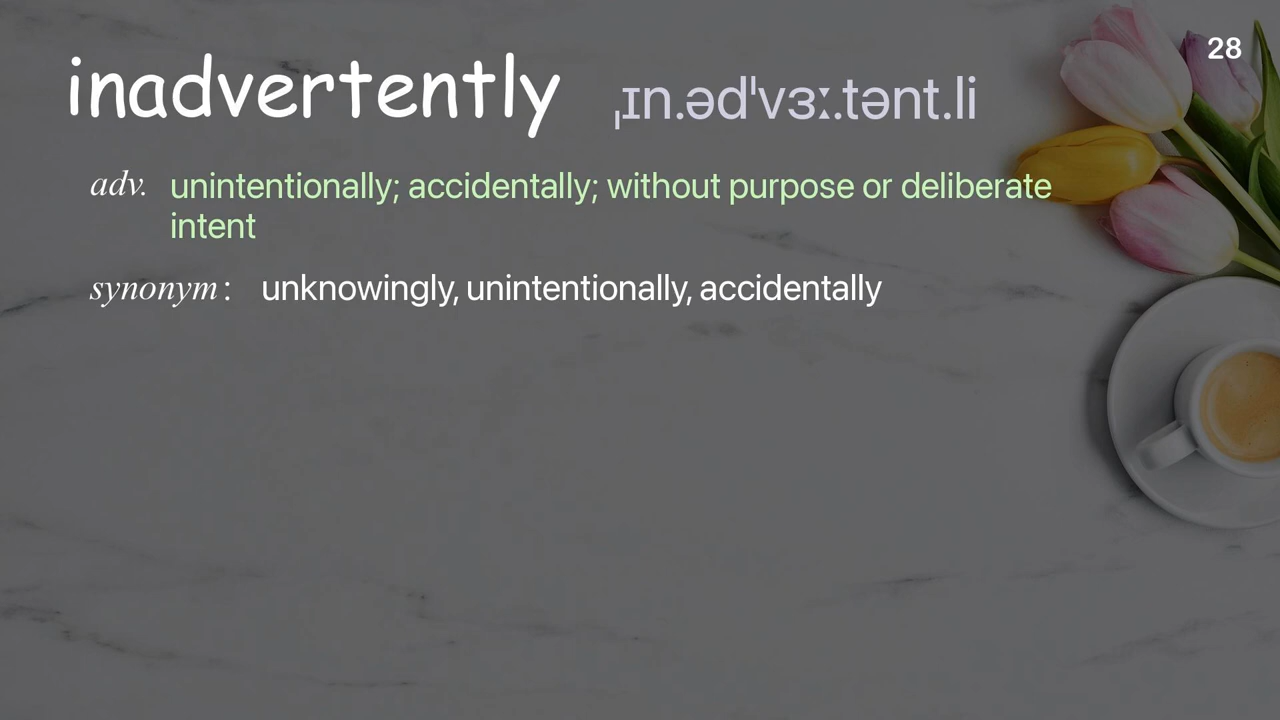 28
inadvertently ˌɪn.ədˈvɜː.tənt.li
adv. unintentionally; accidentally; without purpose or deliberate
intent
synonym: unknowingly, unintentionally, accidentally